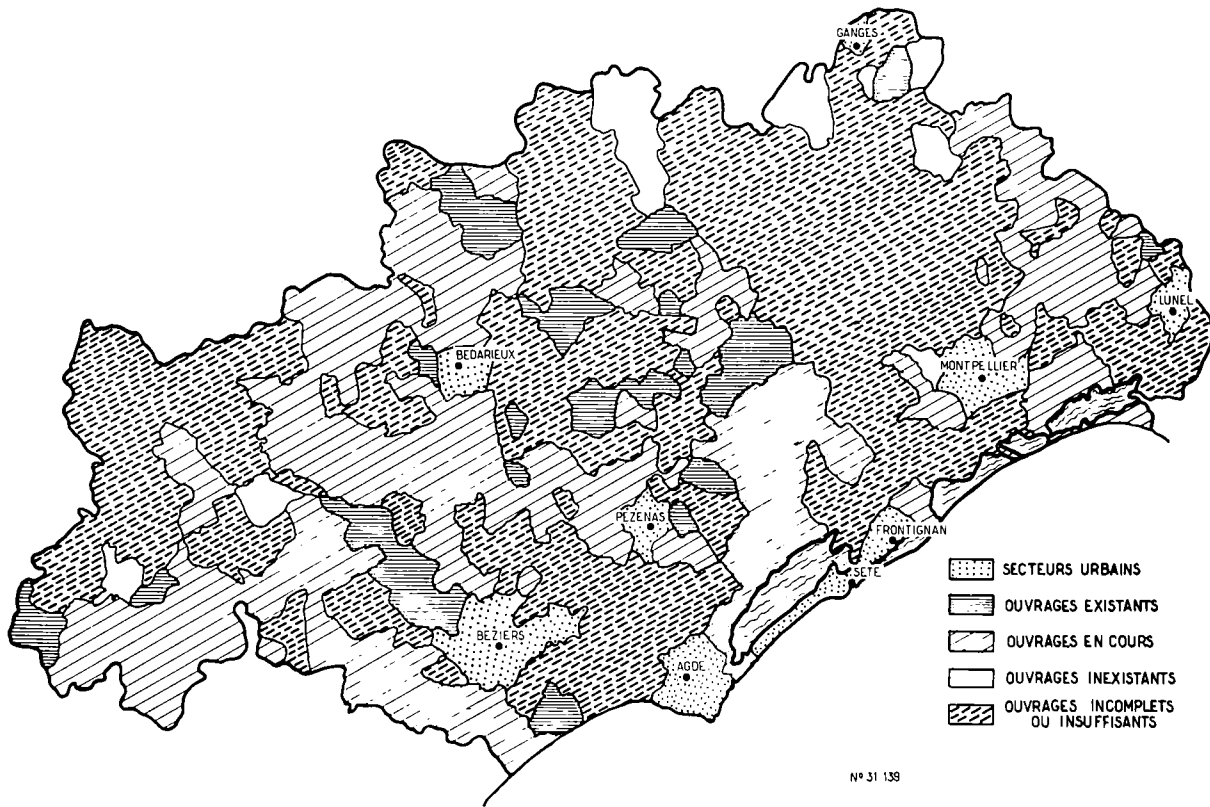 GANGES
LUNEL
BEDARIEUX
MONTPELLIER
PEZENAS
FRONTIGNAN
SETE
BEZIERS
AGDE
SECTEURS URBAINS
OUVRAGES EXISTANTS
OUVRAGES EN COURS
OUVRAGES INEXISTANTS
OUVRAGES INCOMPLETS
OU INSUFFISANTS
Nº 31 139